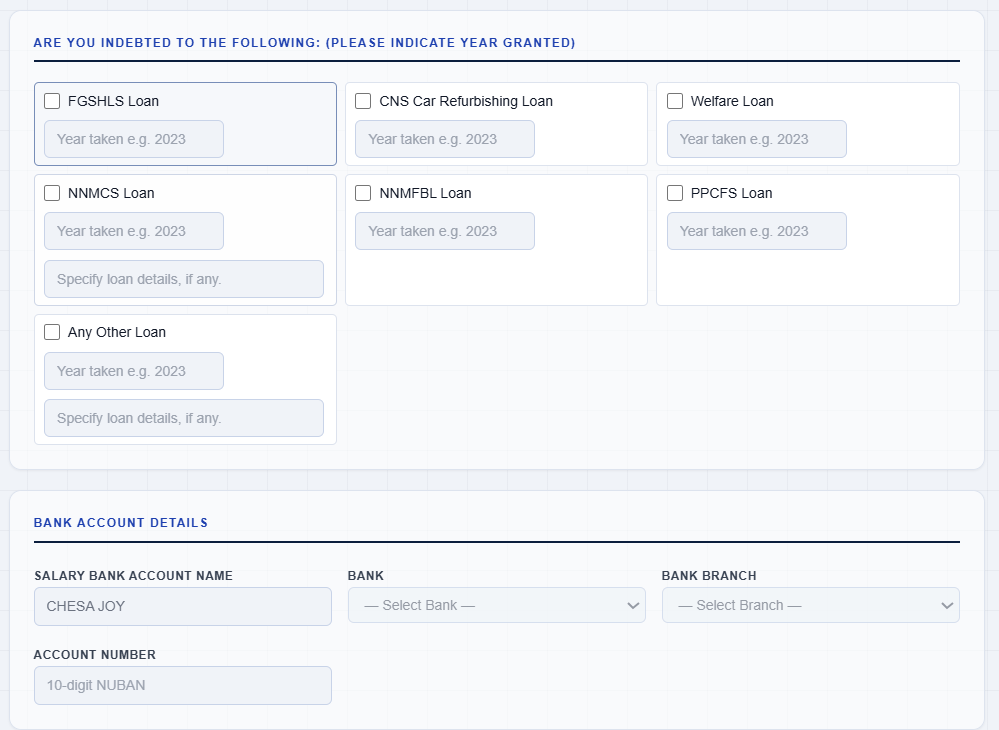 ARE YOU INDEBTED TO THE FOLLOWING: (PLEASE INDICATE YEAR GRANTED)
FGSHLS Loan
Year taken e.g. 2023
CNS Car Refurbishing Loan
Year taken e.g. 2023
Welfare Loan
Year taken e.g. 2023
NNMCS Loan
Year taken e.g. 2023
Specify loan details, if any.
NNMFBL Loan
Year taken e.g. 2023
PPCFS Loan
Year taken e.g. 2023
Any Other Loan
Year taken e.g. 2023
Specify loan details, if any.
BANK ACCOUNT DETAILS
SALARY BANK ACCOUNT NAME
CHESA JOY
BANK
— Select Bank —
BANK BRANCH
— Select Branch —
ACCOUNT NUMBER
10-digit NUBAN